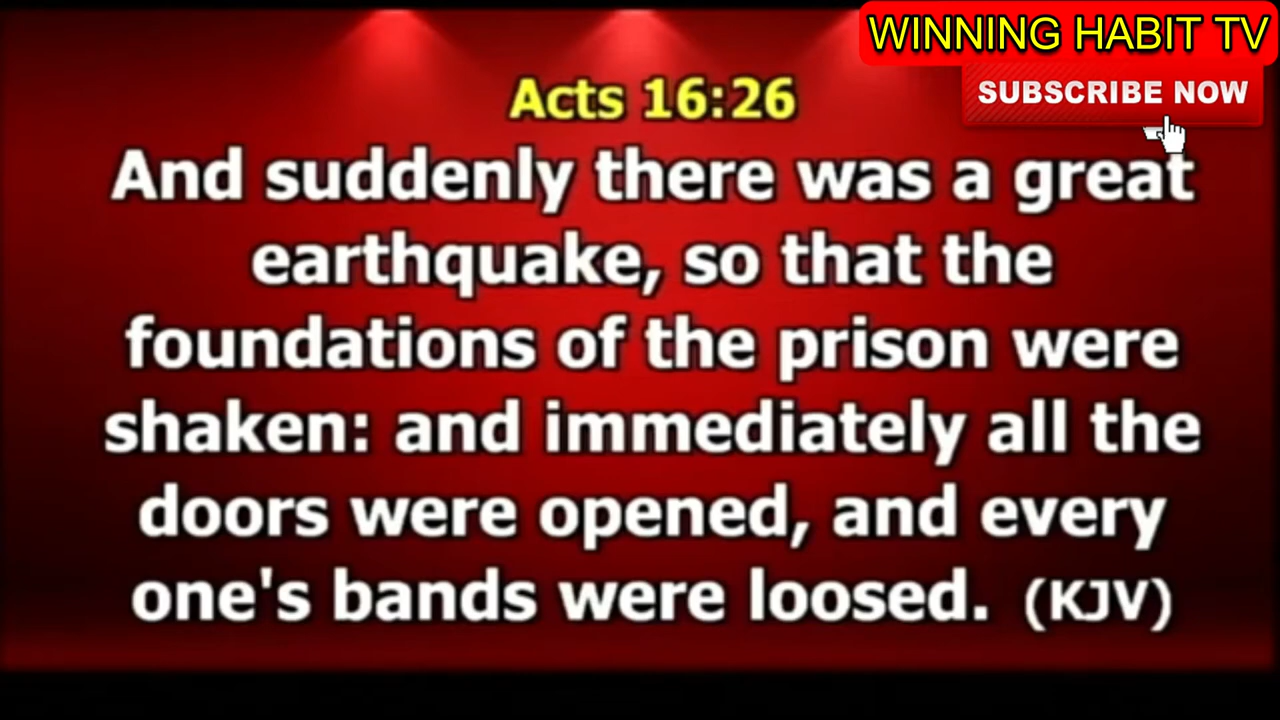 WINNING HABIT TV
SUBSCRIBE NOW
Acts 16:26
And suddenly there was a great
earthquake, so that the
foundations of the prison were
shaken: and immediately all the
doors were opened, and every
one's bands were loosed. (KJV)